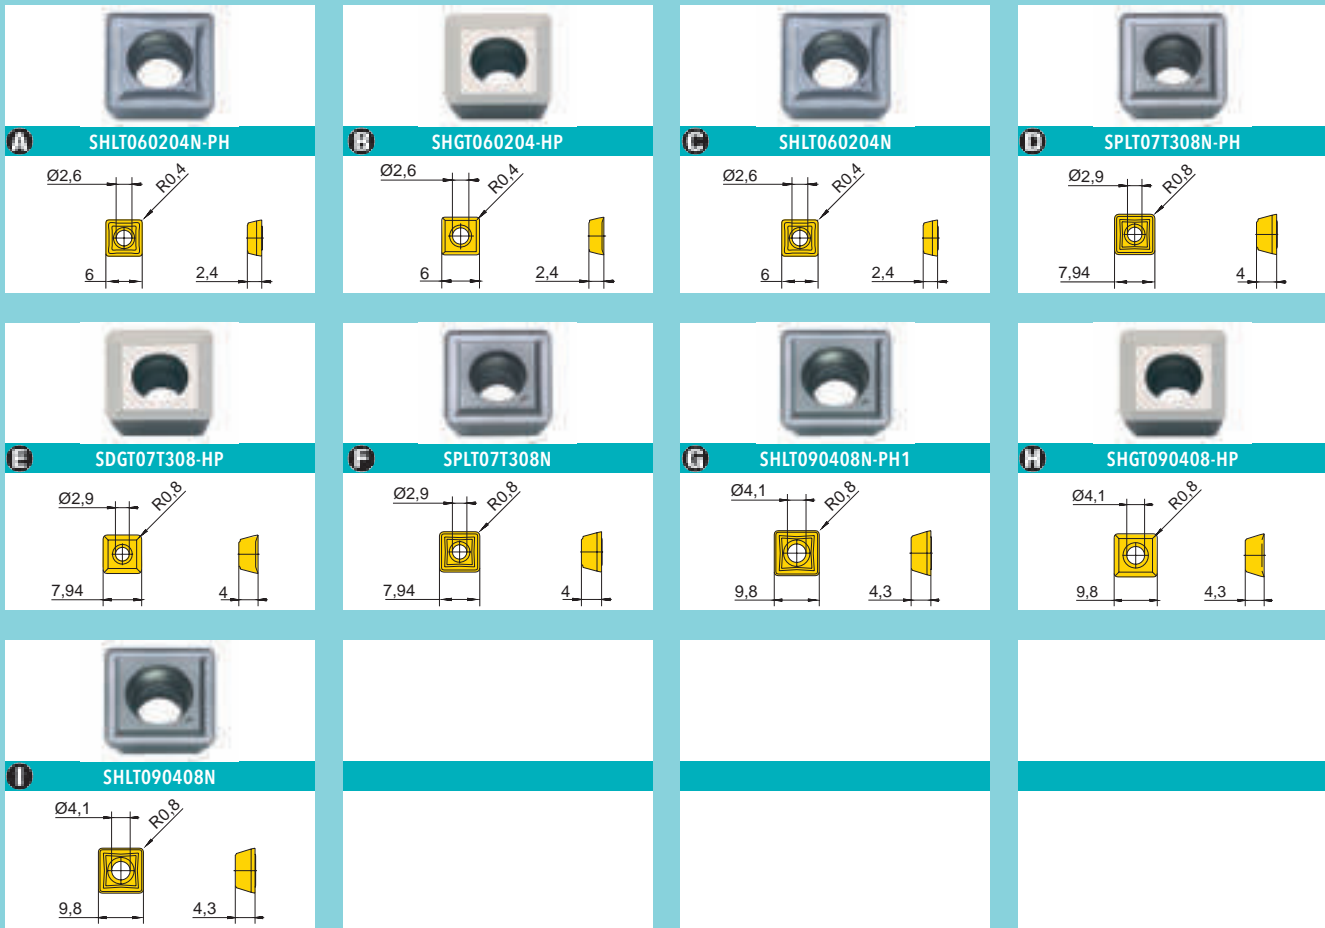 A SHLT060204N-PH
Ø2,6 R0,4
6 2,4
B SHGT060204-HP
Ø2,6 R0,4
6 2,4
C SHLT060204N
Ø2,6 R0,4
6 2,4
D SPLT07T308N-PH
Ø2,9 R0,8
7,94 4
E SDGT07T308-HP
Ø2,9 R0,8
7,94 4
F SPLT07T308N
Ø2,9 R0,8
7,94 4
G SHLT090408N-PH1
Ø4,1 R0,8
9,8 4,3
H SHGT090408-HP
Ø4,1 R0,8
9,8 4,3
I SHLT090408N
Ø4,1 R0,8
9,8 4,3